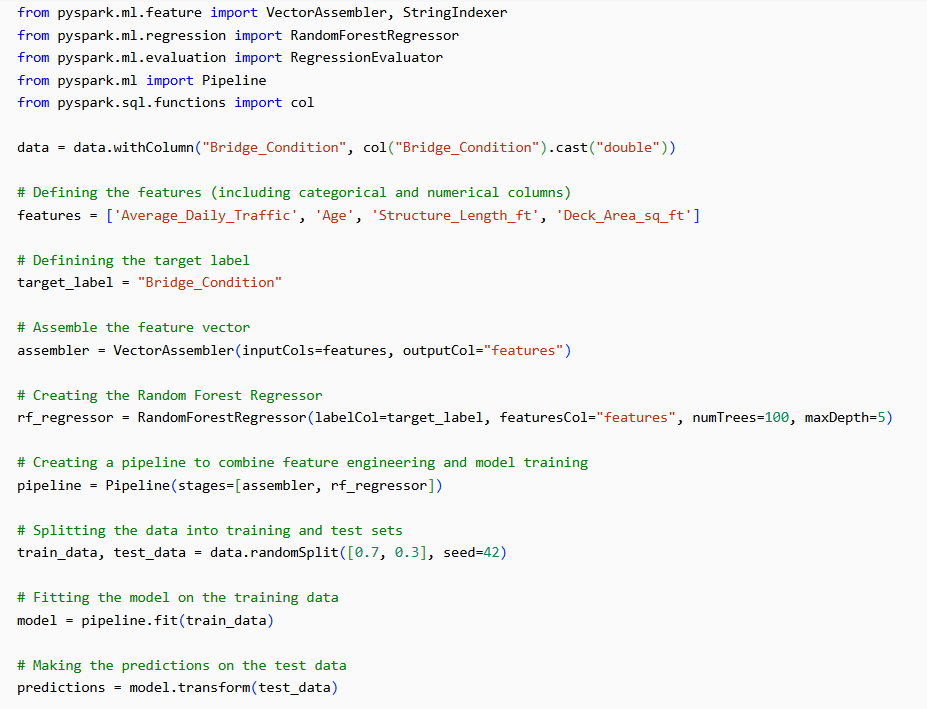 from pyspark.ml.feature import VectorAssembler, StringIndexer
from pyspark.ml.regression import RandomForestRegressor
from pyspark.ml.evaluation import RegressionEvaluator
from pyspark.ml import Pipeline
from pyspark.sql.functions import col
data = data.withColumn("Bridge_Condition", col("Bridge_Condition").cast("double"))
# Defining the features (including categorical and numerical columns)
features = ['Average_Daily_Traffic', 'Age', 'Structure_Length_ft', 'Deck_Area_sq_ft']
# Definining the target label
target_label = "Bridge_Condition"
# Assemble the feature vector
assembler = VectorAssembler(inputCols=features, outputCol="features")
# Creating the Random Forest Regressor
rf_regressor = RandomForestRegressor(labelCol=target_label, featuresCol="features", numTrees=100, maxDepth=5)
# Creating a pipeline to combine feature engineering and model training
pipeline = Pipeline(stages=[assembler, rf_regressor])
# Splitting the data into training and test sets
train_data, test_data = data.randomSplit([0.7, 0.3], seed=42)
# Fitting the model on the training data
model = pipeline.fit(train_data)
# Making the predictions on the test data
predictions = model.transform(test_data)